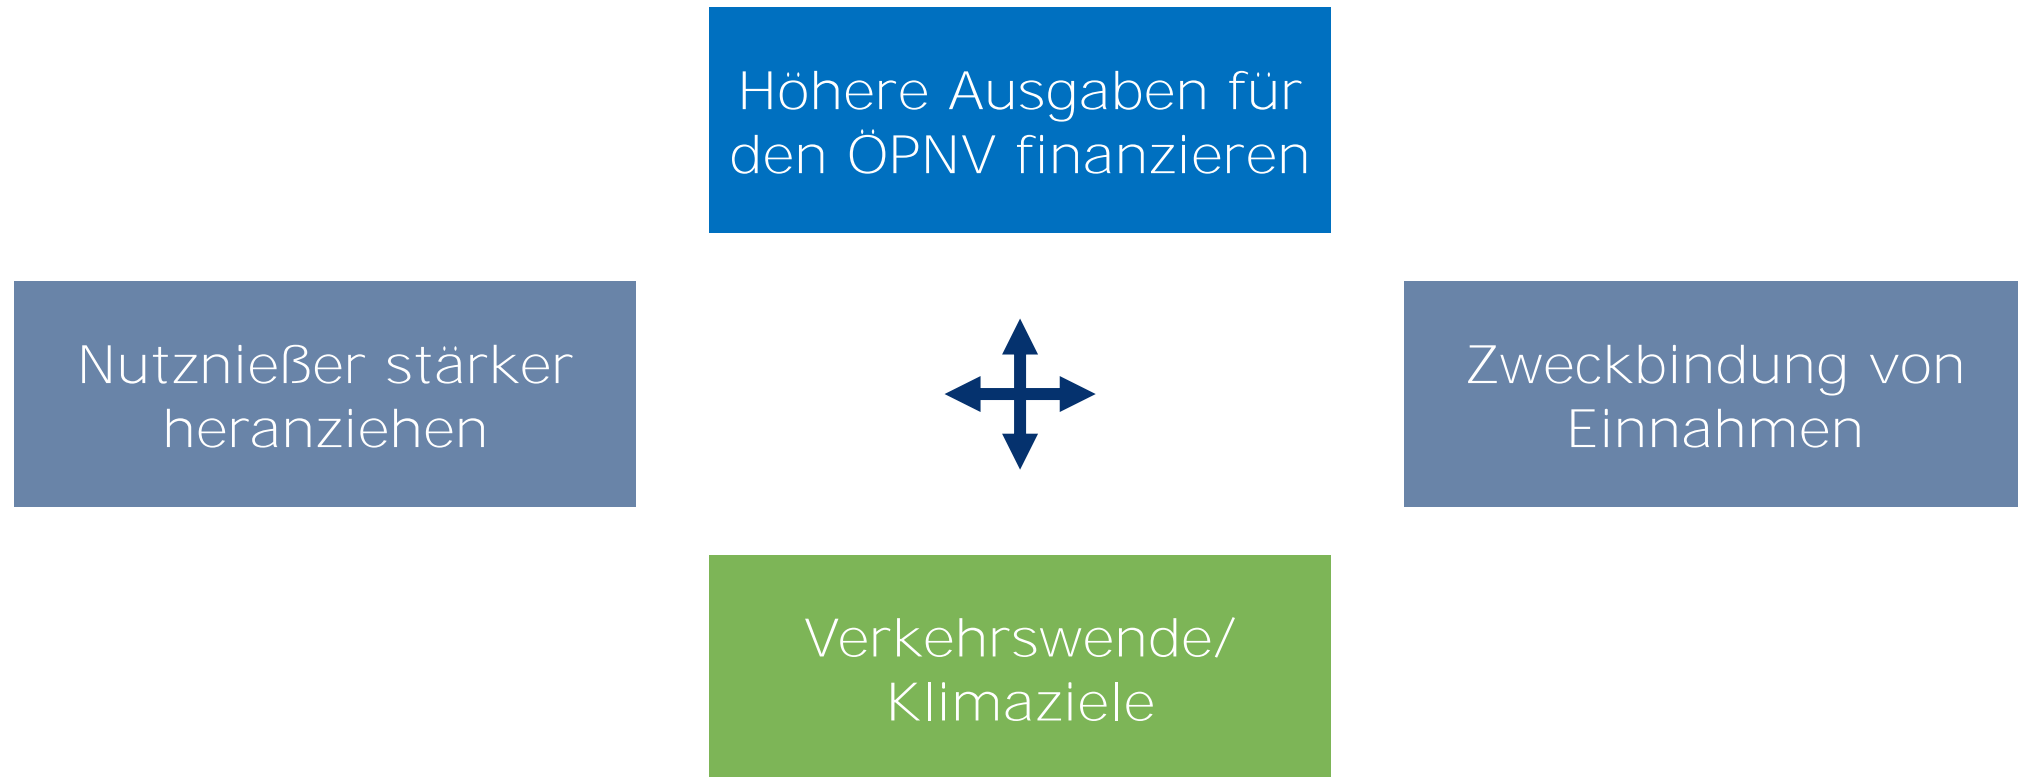 Höhere Ausgaben für
den ÖPNV finanzieren
Nutznießer stärker
heranziehen
Zweckbindung von
Einnahmen
Verkehrswende/
Klimaziele